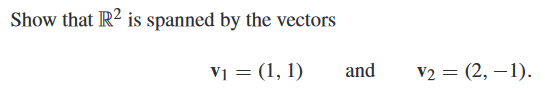 Show that ℝ² is spanned by the vectors
v₁ = (1, 1) and v₂ = (2, −1).